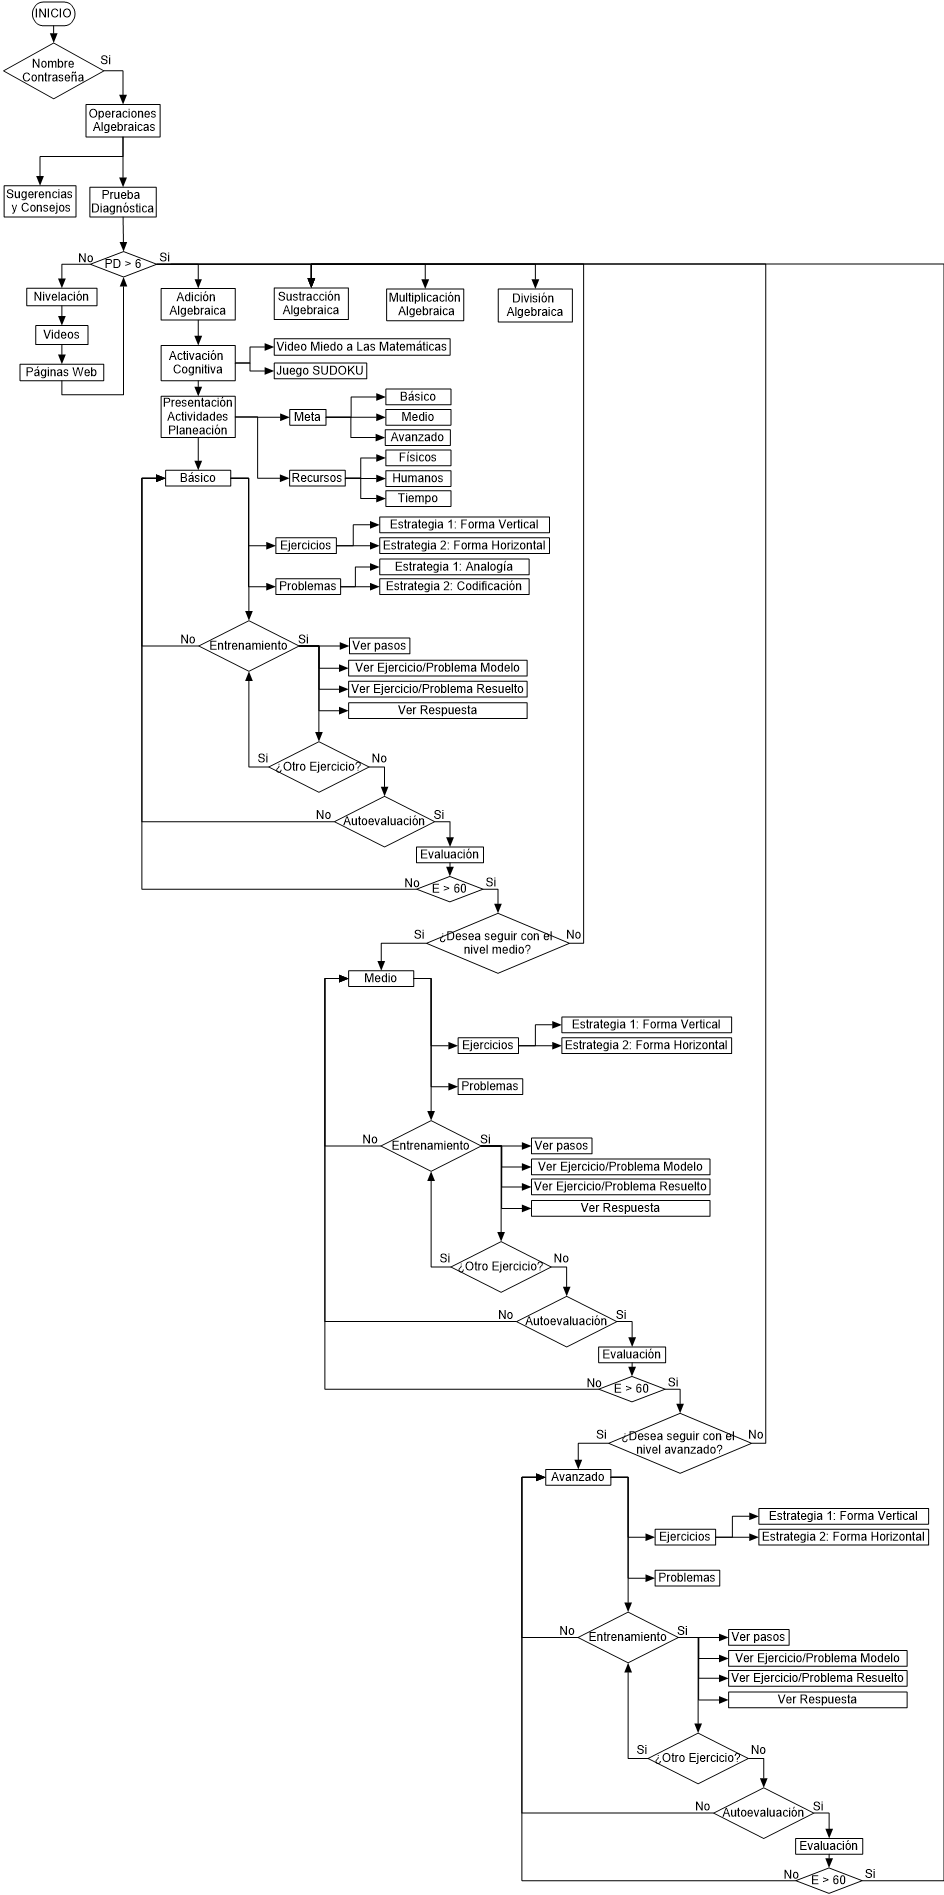 INICIO
Nombre
Contraseña
Si
Operaciones
Algebraicas
Sugerencias
y Consejos
Prueba
Diagnóstica
No
PD > 6
Si
Nivelación
Videos
Páginas Web
Adición
Algebraica
Sustracción
Algebraica
Multiplicación
Algebraica
División
Algebraica
Activación
Cognitiva
Video Miedo a Las Matemáticas
Juego SUDOKU
Presentación
Actividades
Planeación
Meta
Básico
Medio
Avanzado
Recursos
Físicos
Humanos
Tiempo
Básico
Ejercicios
Estrategia 1: Forma Vertical
Estrategia 2: Forma Horizontal
Problemas
Estrategia 1: Analogía
Estrategia 2: Codificación
No
Entrenamiento
Si
Ver pasos
Ver Ejercicio/Problema Modelo
Ver Ejercicio/Problema Resuelto
Ver Respuesta
Si
¿Otro Ejercicio?
No
No
Autoevaluación
Si
Evaluación
No
E > 60
Si
Si
¿Desea seguir con el
nivel medio?
No
Medio
Ejercicios
Estrategia 1: Forma Vertical
Estrategia 2: Forma Horizontal
Problemas
No
Entrenamiento
Si
Ver pasos
Ver Ejercicio/Problema Modelo
Ver Ejercicio/Problema Resuelto
Ver Respuesta
Si
¿Otro Ejercicio?
No
No
Autoevaluación
Si
Evaluación
No
E > 60
Si
Si
¿Desea seguir con el
nivel avanzado?
No
Avanzado
Ejercicios
Estrategia 1: Forma Vertical
Estrategia 2: Forma Horizontal
Problemas
No
Entrenamiento
Si
Ver pasos
Ver Ejercicio/Problema Modelo
Ver Ejercicio/Problema Resuelto
Ver Respuesta
Si
¿Otro Ejercicio?
No
No
Autoevaluación
Si
Evaluación
No
E > 60
Si